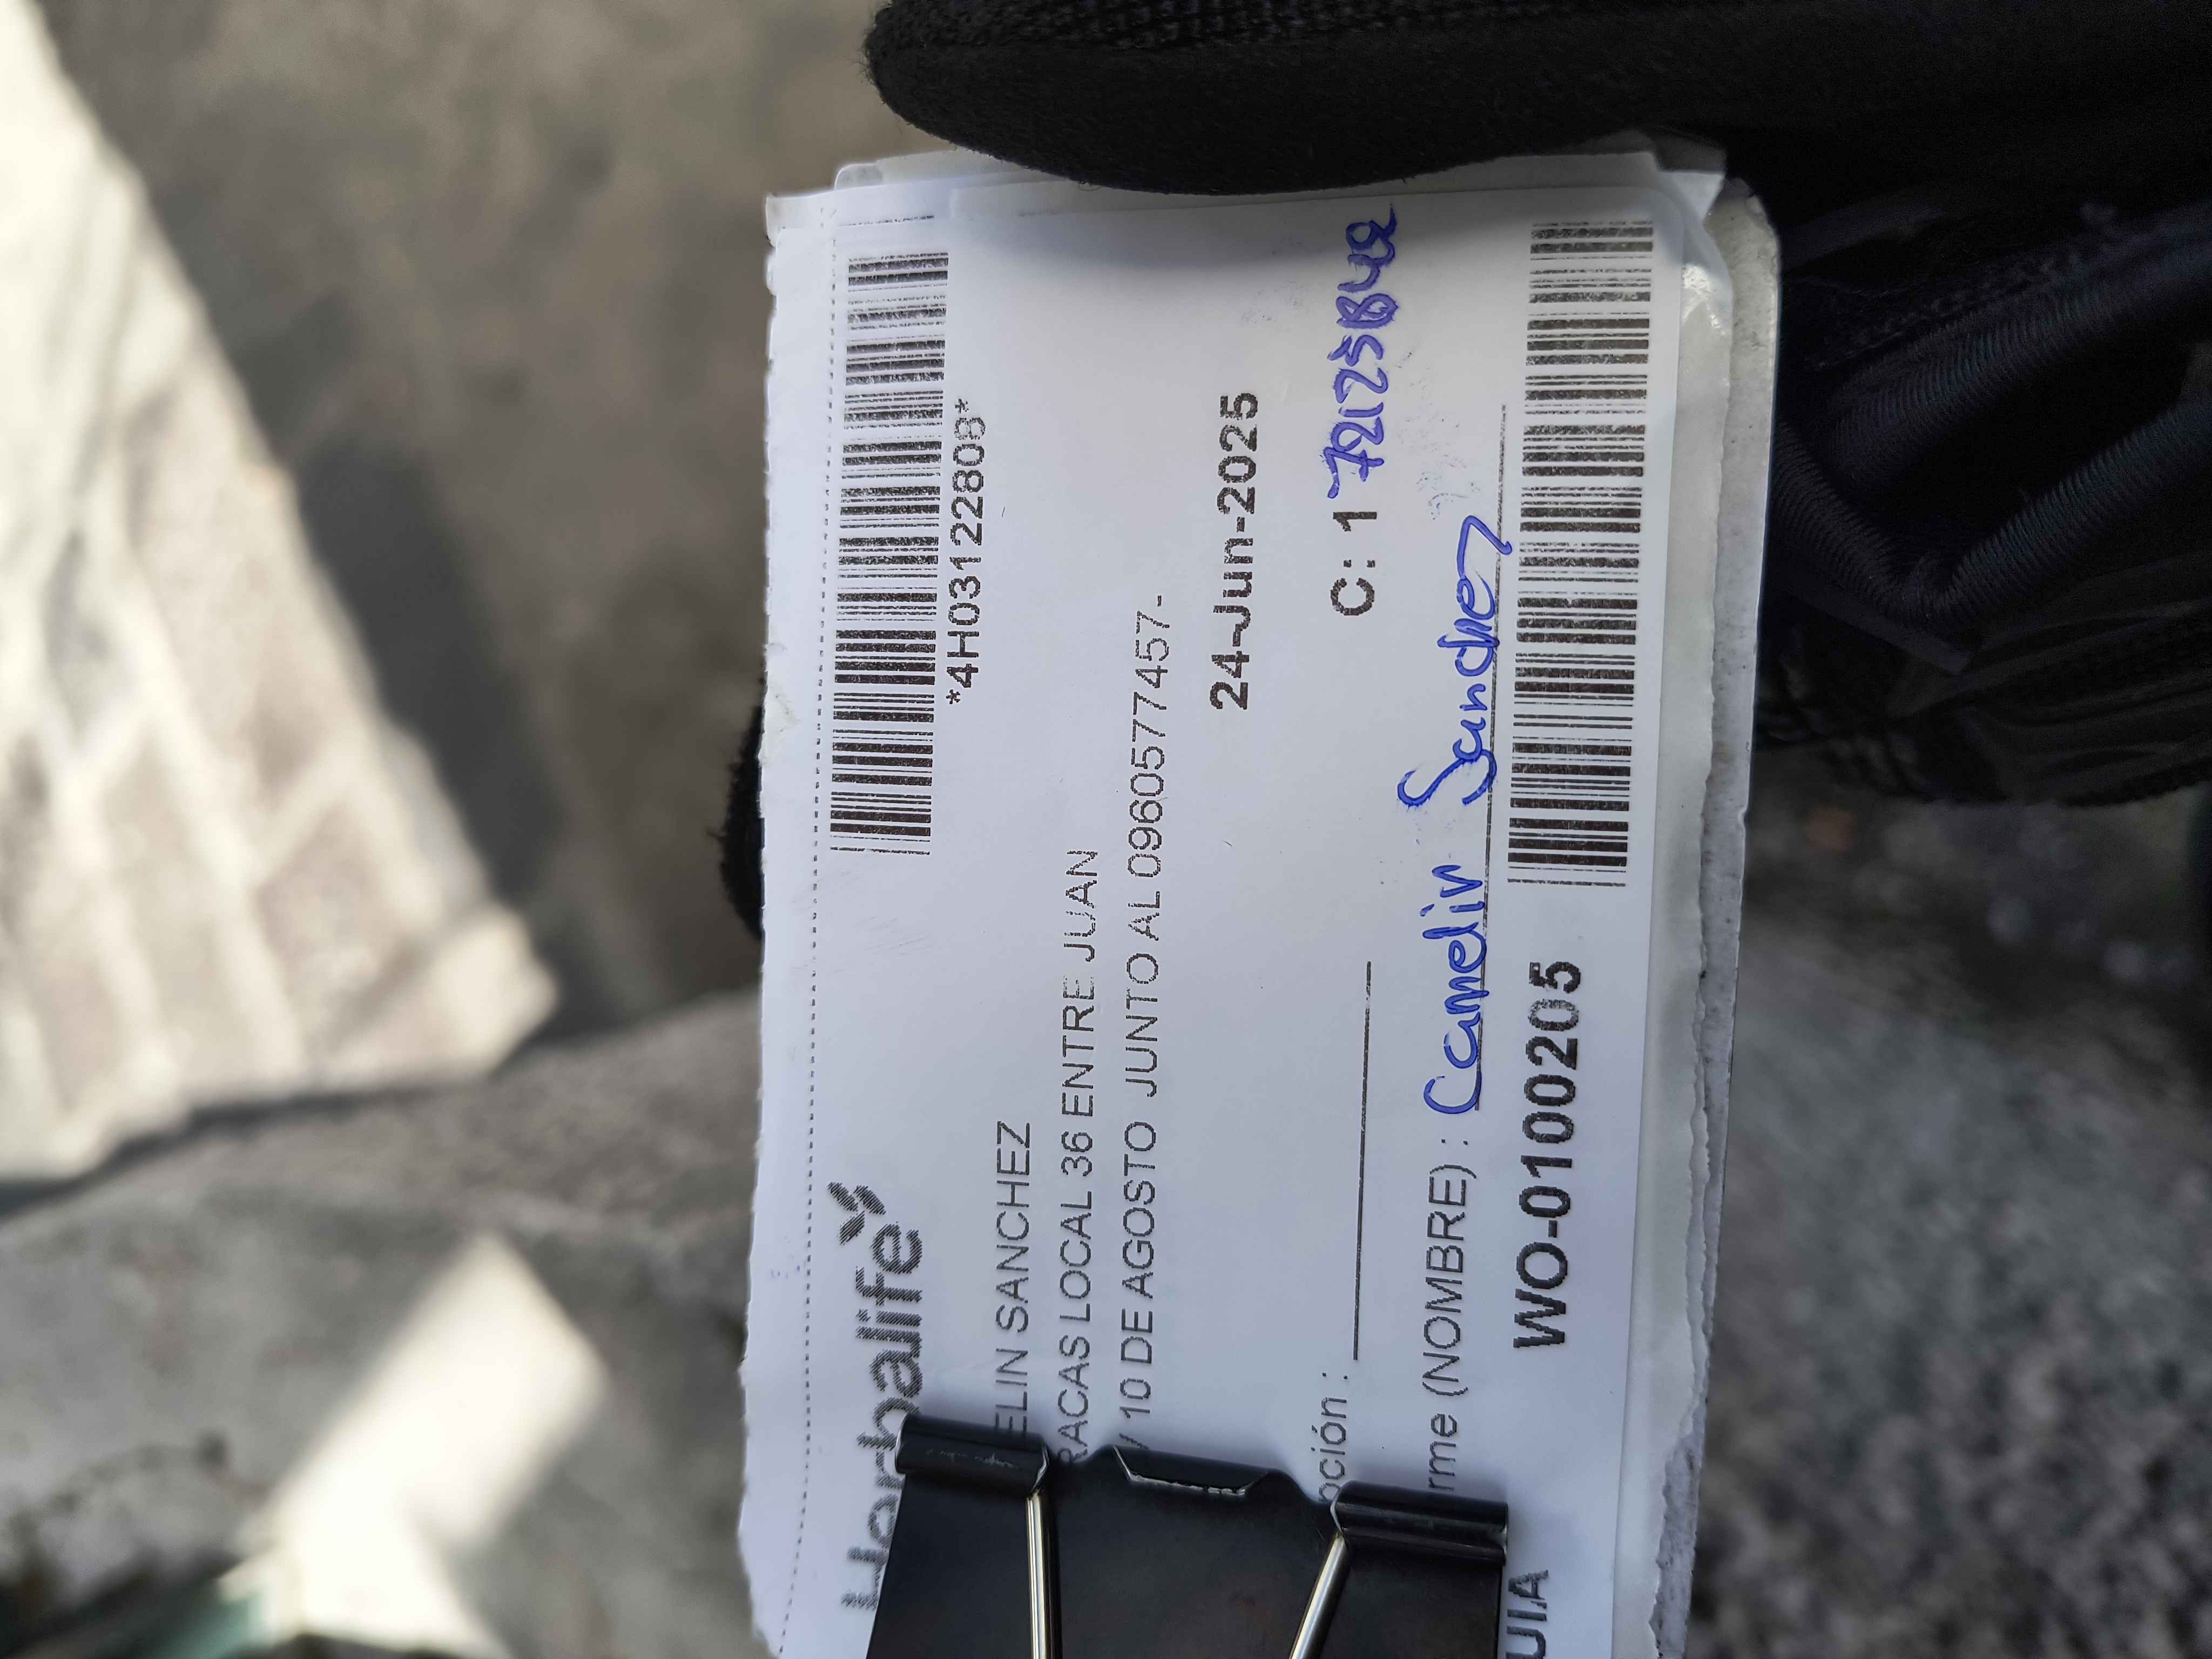 Herbalife
*4H03122808*
ELIN SANCHEZ
RACAS LOCAL 36 ENTRE JUAN
Y 10 DE AGOSTO JUNTO AL 0960577457-
24-Jun-2025
pción :
C: 1
rme (NOMBRE) : Camelin Sanchez
UIA WO-0100205